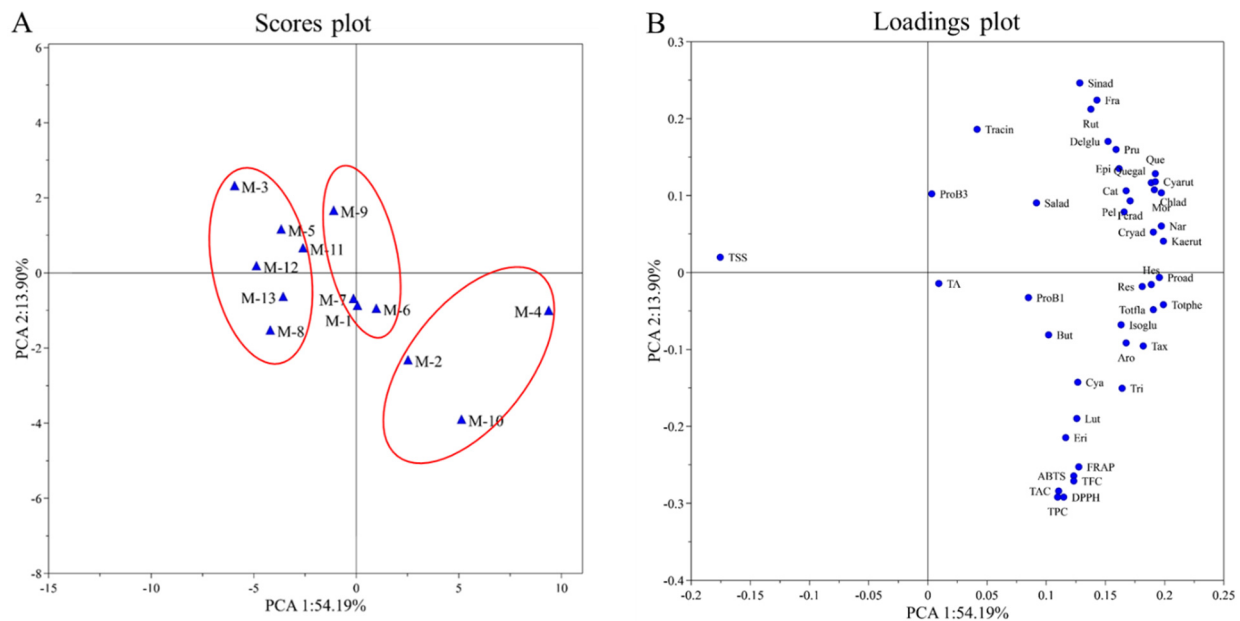 A
Scores plot
6
4
2
0
-2
-4
-6
-8
-15
-10
-5
0
5
10
PCA 2:13.90%
PCA 1:54.19%
M-3
M-9
M-5
M-11
M-12
M-13
M-7
M-1
M-6
M-4
M-8
M-2
M-10
B
Loadings plot
0.3
0.2
0.1
0
-0.1
-0.2
-0.3
-0.4
-0.2
-0.15
-0.1
-0.05
0
0.05
0.1
0.15
0.2
0.25
PCA 2:13.90%
PCA 1:54.19%
Sinad
Fra
Rut
Tracin
Delglu
Pru
Que
Epi
Quegal
Cyarut
Cat
Chlad
ProB3
Salad
Mor
Pel
Ferad
Nar
Cryad
Kaerut
TSS
Hes
Proad
TA
Res
ProB1
Totphe
Totfla
Isoglu
But
Tax
Aro
Cya
Tri
Lut
Eri
FRAP
ABTS
TFC
TAC
DPPH
TPC